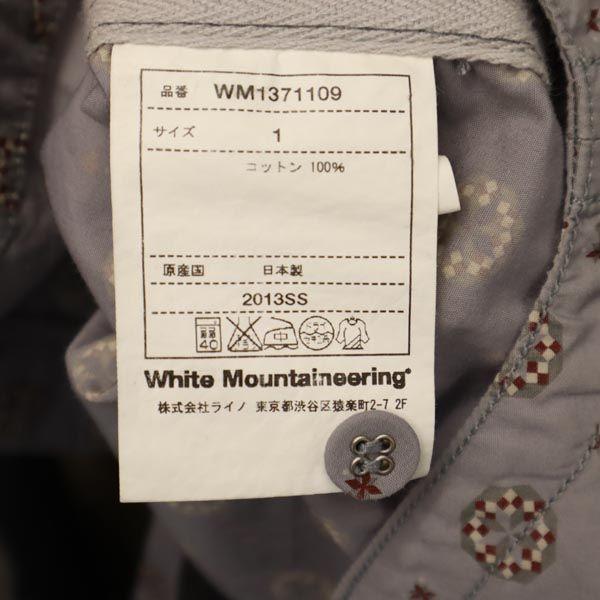 品番 WM1371109
サイズ 1
コットン 100%
原産国 日本製
2013SS
40
White Mountaineering
株式会社ライノ 東京都渋谷区猿楽町2-7 2F